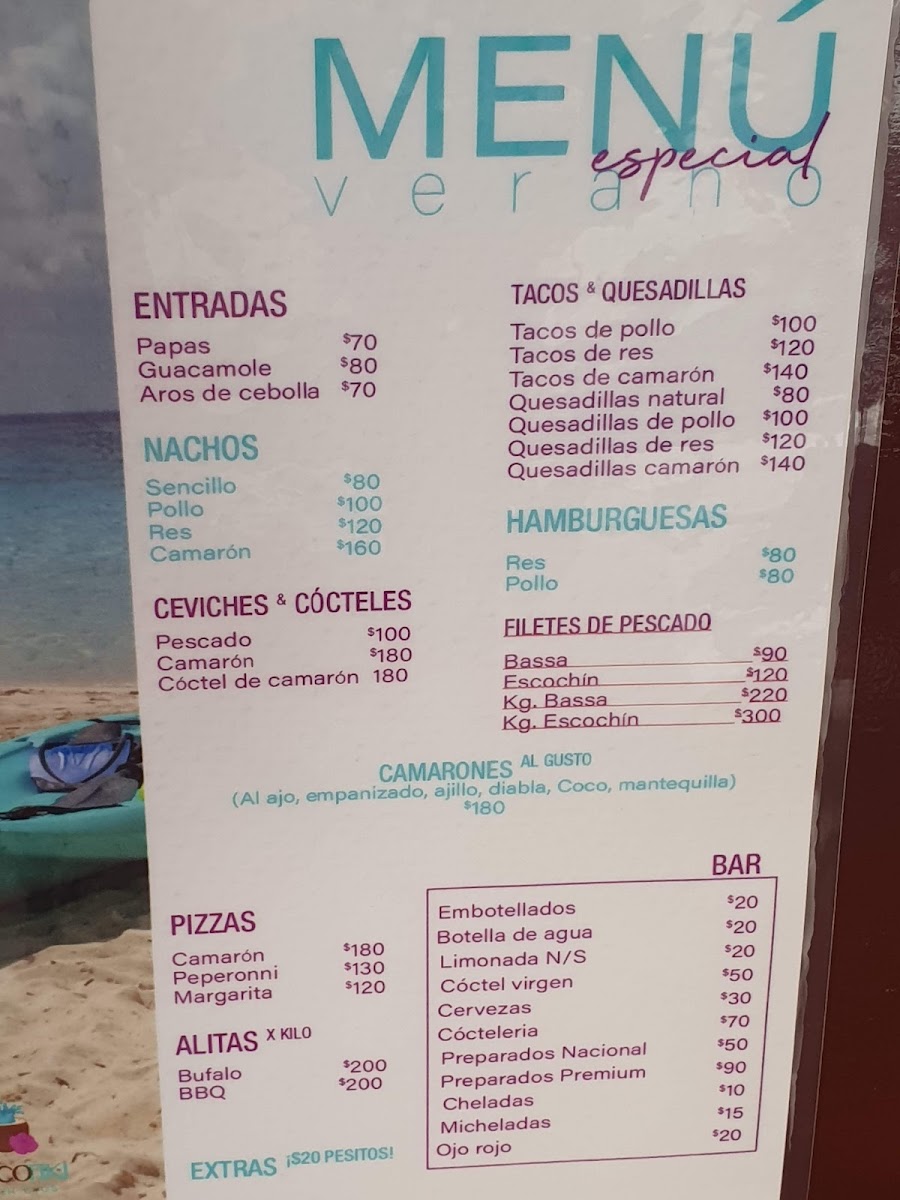 MENÚ
especial
verano
ENTRADAS
Papas $70
Guacamole $80
Aros de cebolla $70
NACHOS
Sencillo $80
Pollo $100
Res $120
Camarón $160
CEVICHES & CÓCTELES
Pescado $100
Camarón $180
Cóctel de camarón 180
TACOS & QUESADILLAS
Tacos de pollo $100
Tacos de res $120
Tacos de camarón $140
Quesadillas natural $80
Quesadillas de pollo $100
Quesadillas de res $120
Quesadillas camarón $140
HAMBURGUESAS
Res $80
Pollo $80
FILETES DE PESCADO
Bassa $90
Escochín $120
Kg. Bassa $220
Kg. Escochín $300
CAMARONES AL GUSTO
(Al ajo, empanizado, ajillo, diabla, Coco, mantequilla)
$180
PIZZAS
Camarón $180
Peperonni $130
Margarita $120
ALITAS X KILO
Bufalo $200
BBQ $200
EXTRAS ¡$20 PESITOS!
BAR
Embotellados $20
Botella de agua $20
Limonada N/S $20
Cóctel virgen $50
Cervezas $30
Cócteleria $70
Preparados Nacional $50
Preparados Premium $90
Cheladas $10
Micheladas $15
Ojo rojo $20